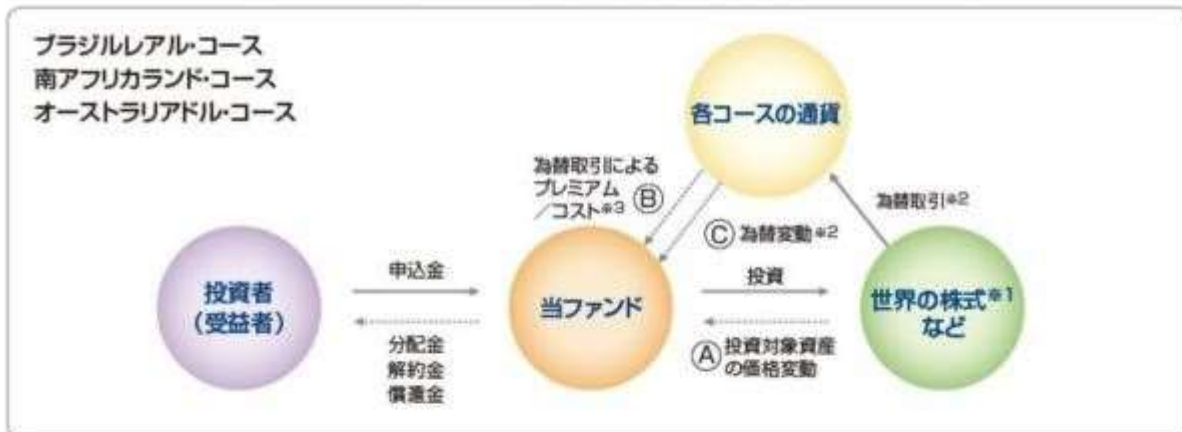 ブラジルレアル・コース
南アフリカランド・コース
オーストラリアドル・コース
各コースの通貨
為替取引による
プレミアム
／コスト※3 Ⓑ
為替取引※2
Ⓒ 為替変動※2
投資者
（受益者）
申込金
分配金
解約金
償還金
当ファンド
投資
Ⓐ 投資対象資産
の価格変動
世界の株式※1
など